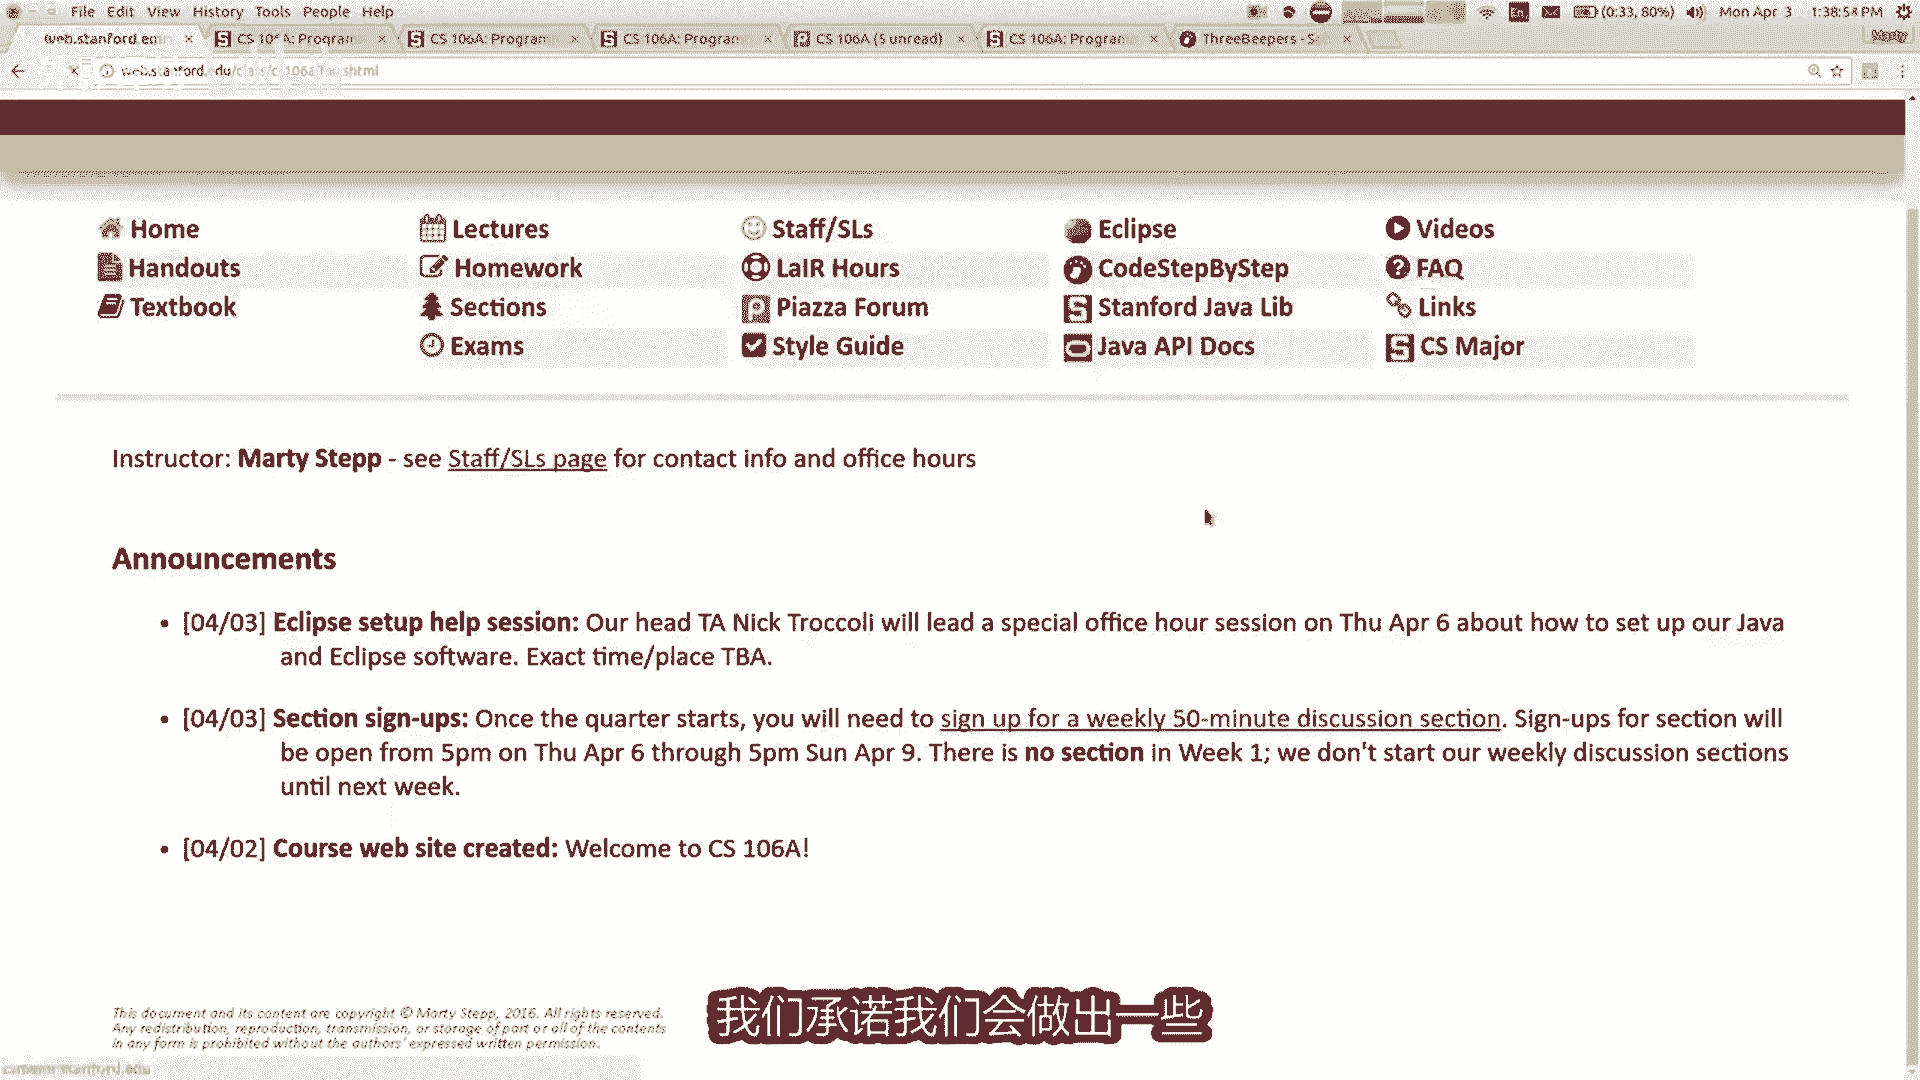 File Edit View History Tools People Help
En (0:33, 80%) Mon Apr 3 1:38:54 PM
CS 106A: Program CS 106A: Program CS 106A: Program CS 106A (5 unread) CS 106A: Program ThreeBeepers - Marty
web.stanford.edu
Home Lectures Staff/SLs Eclipse Videos
Handouts Homework LaIR Hours CodeStepByStep FAQ
Textbook Sections Piazza Forum Stanford Java Lib Links
Exams Style Guide Java API Docs CS Major
Instructor: Marty Stepp - see Staff/SLs page for contact info and office hours
Announcements
• [04/03] Eclipse setup help session: Our head TA Nick Troccoli will lead a special office hour session on Thu Apr 6 about how to set up our Java
and Eclipse software. Exact time/place TBA.
• [04/03] Section sign-ups: Once the quarter starts, you will need to sign up for a weekly 50-minute discussion section. Sign-ups for section will
be open from 5pm on Thu Apr 6 through 5pm Sun Apr 9. There is no section in Week 1; we don't start our weekly discussion sections
until next week.
• [04/02] Course web site created: Welcome to CS 106A!
This document and its content are copyright © Marty Stepp, 2016. All rights reserved.
Any redistribution, reproduction, transmission, or storage of part or all of the contents
in any form is prohibited without the authors' expressed written permission.
我们承诺我们会做出一些